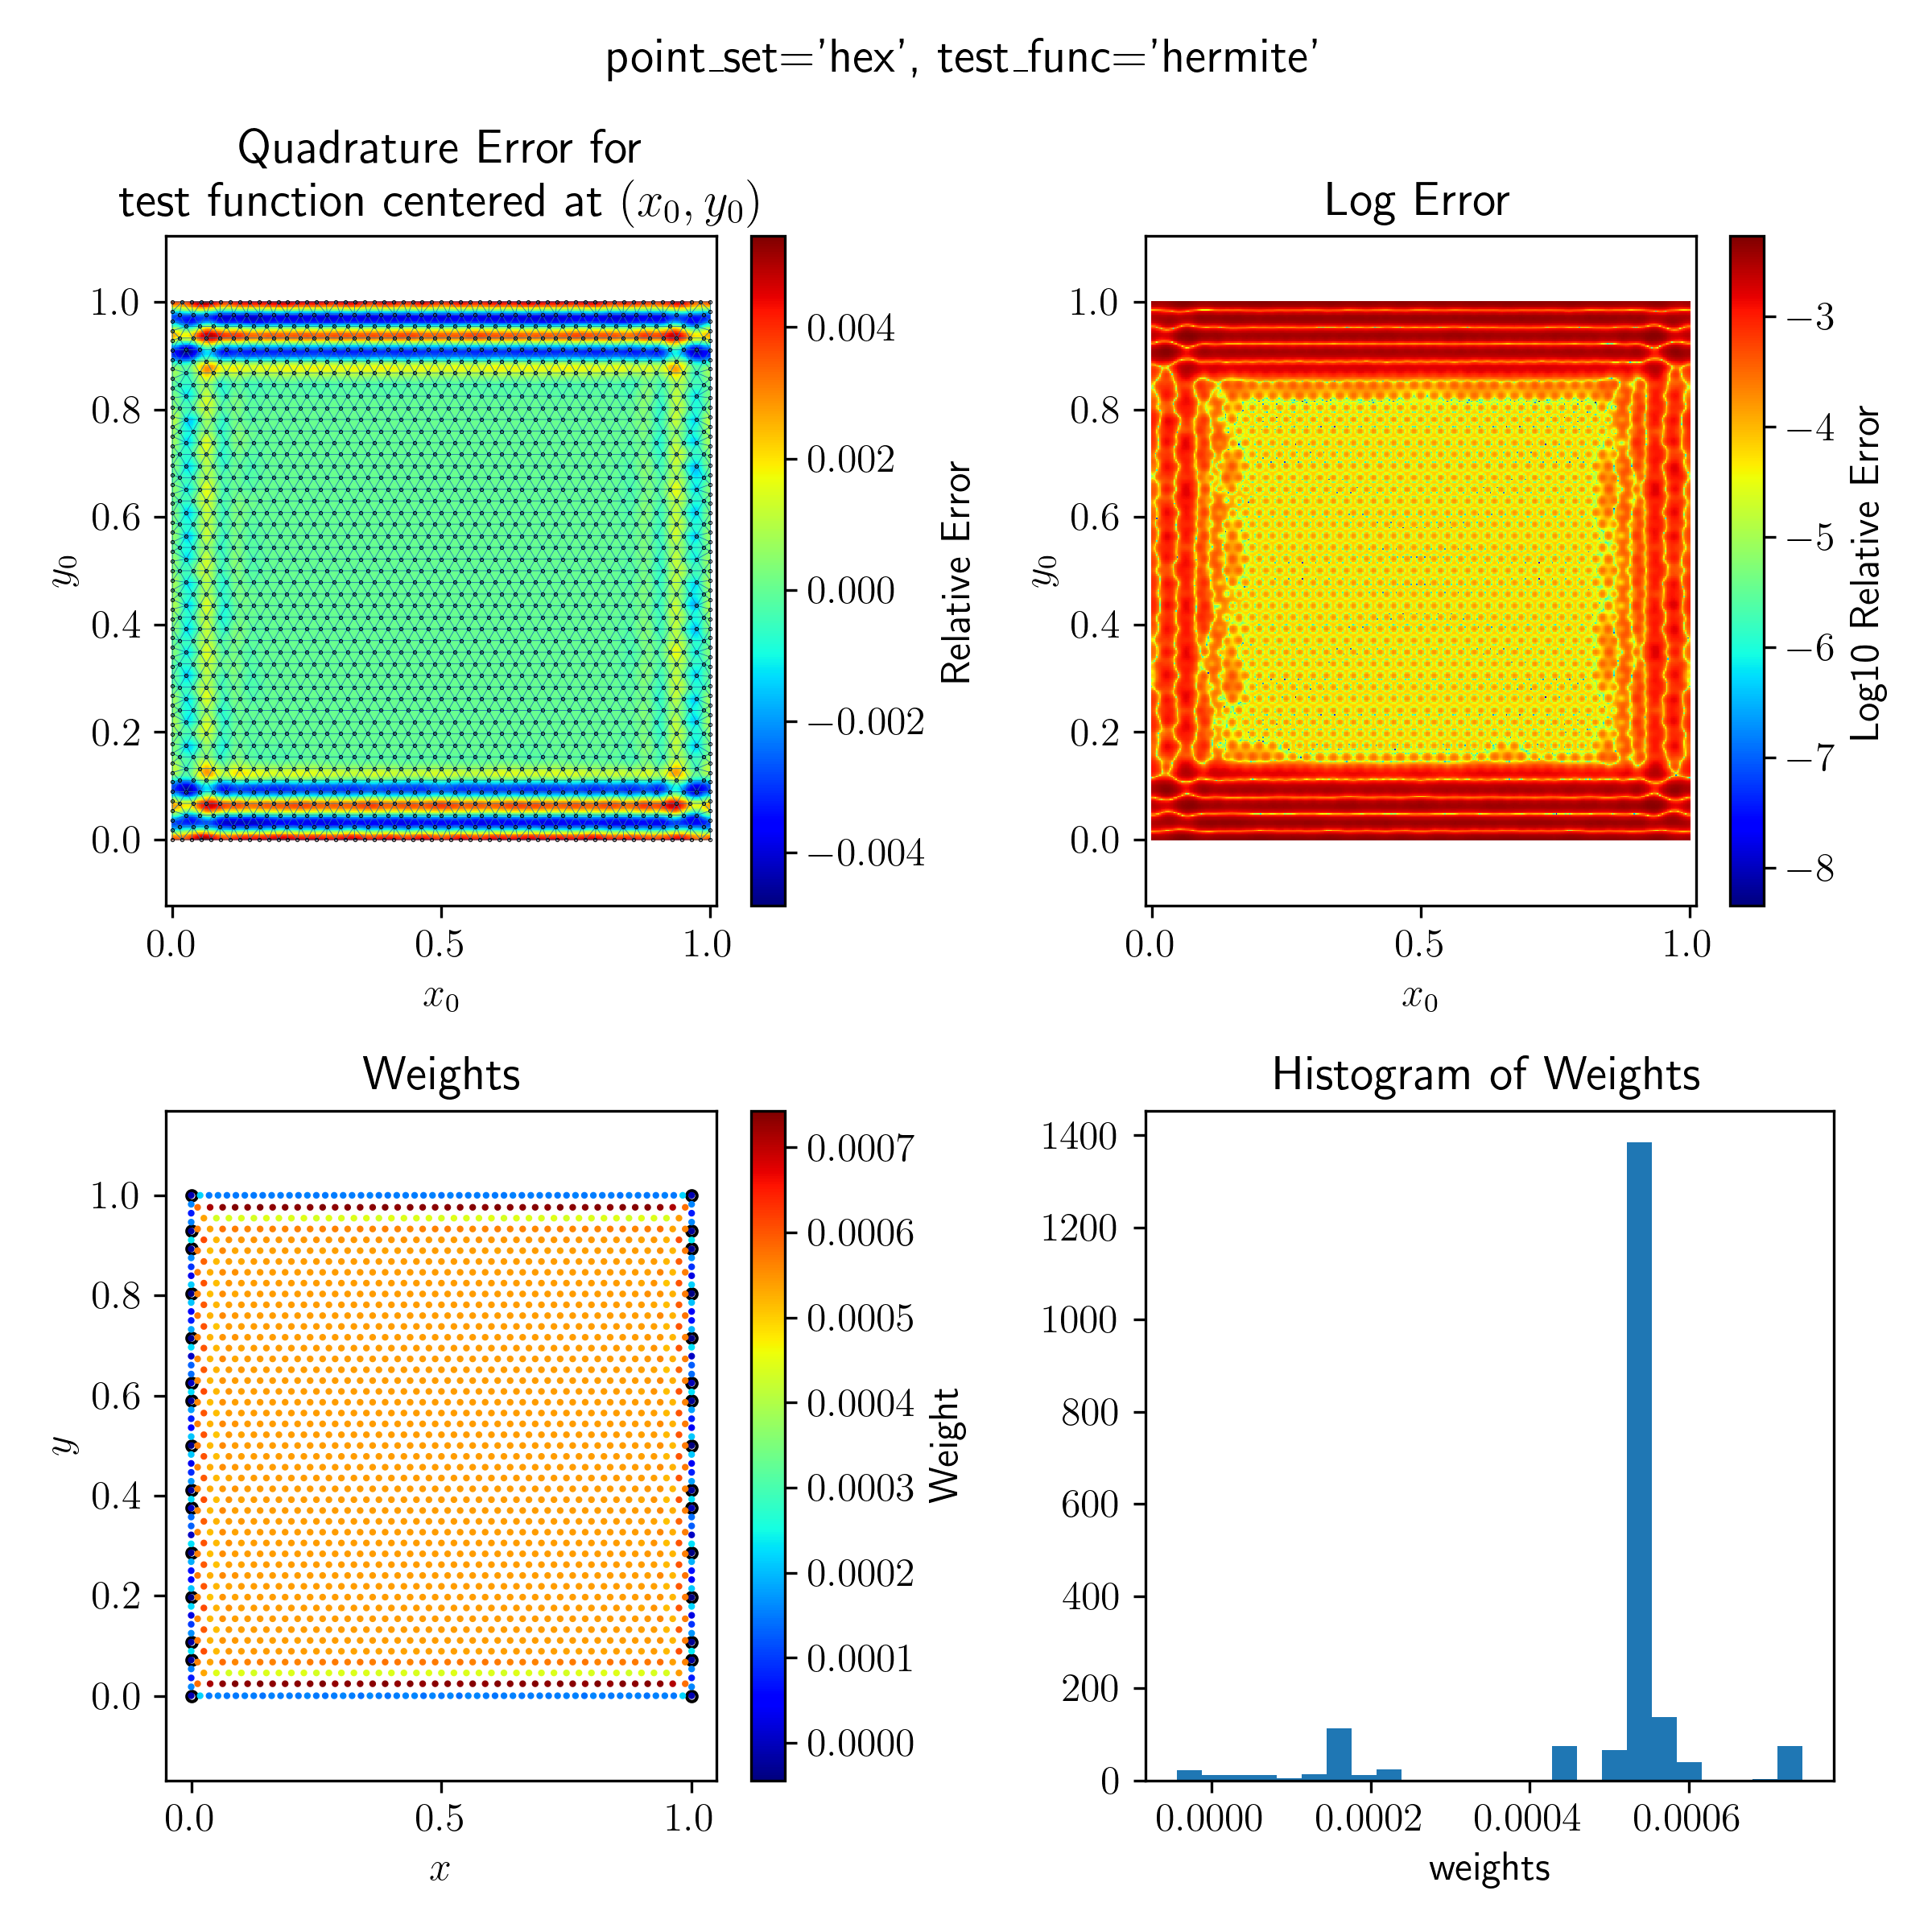 point_set='hex', test_func='hermite'
Quadrature Error for
test function centered at (x₀, y₀)
1.0
0.8
0.6
0.4
0.2
0.0
y₀
0.0 0.5 1.0
x₀
0.004
0.002
0.000
−0.002
−0.004
Relative Error
Log Error
1.0
0.8
0.6
0.4
0.2
0.0
y₀
0.0 0.5 1.0
x₀
−3
−4
−5
−6
−7
−8
Log10 Relative Error
Weights
1.0
0.8
0.6
0.4
0.2
0.0
y
0.0 0.5 1.0
x
0.0007
0.0006
0.0005
0.0004
0.0003
0.0002
0.0001
0.0000
Weight
Histogram of Weights
1400
1200
1000
800
600
400
200
0
0.0000 0.0002 0.0004 0.0006
weights